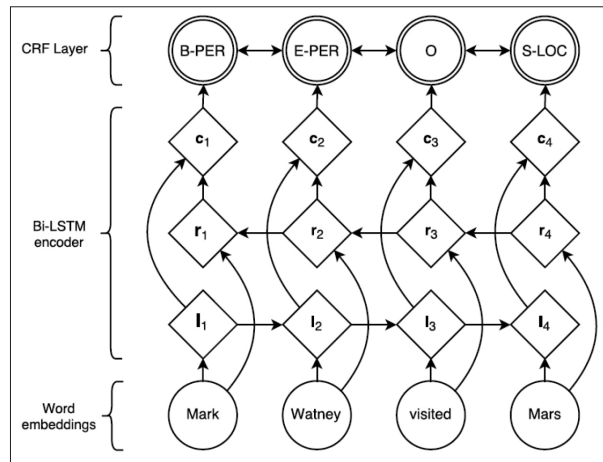 CRF Layer
B-PER E-PER O S-LOC
c1 c2 c3 c4
Bi-LSTM
encoder
r1 r2 r3 r4
l1 l2 l3 l4
Word
embeddings
Mark Watney visited Mars